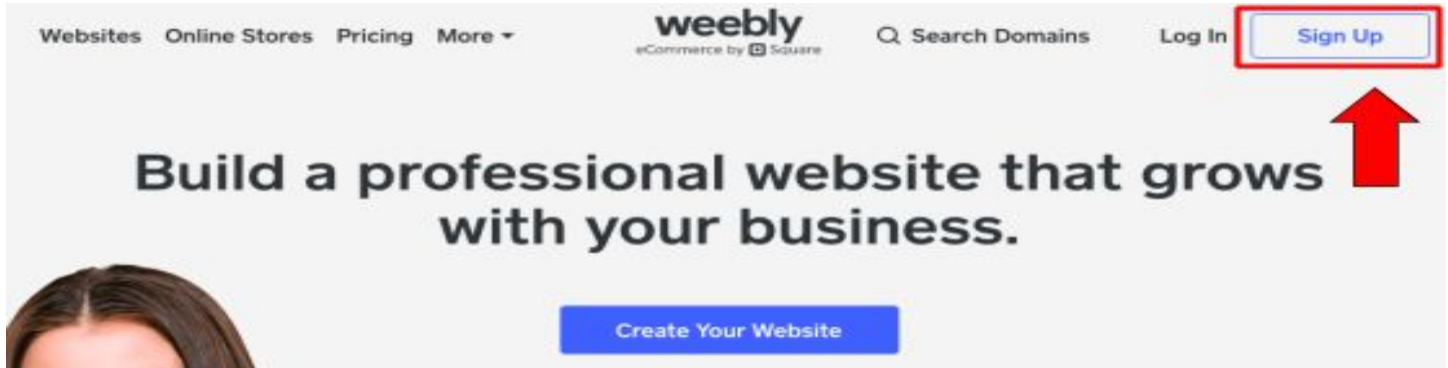 Websites Online Stores Pricing More weebly Search Domains Log In Sign Up
eCommerce by Square
Build a professional website that grows
with your business.
Create Your Website